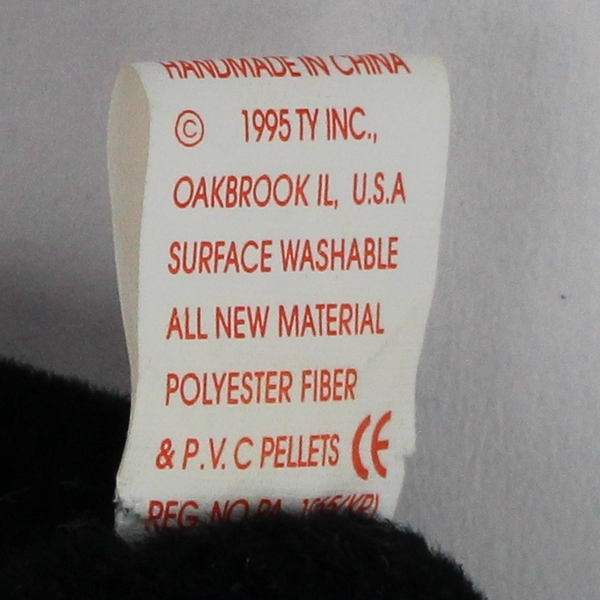 HANDMADE IN CHINA
© 1995 TY INC.,
OAKBROOK IL, U.S.A
SURFACE WASHABLE
ALL NEW MATERIAL
POLYESTER FIBER
& P.V.C PELLETS CE
REG. NO PA.